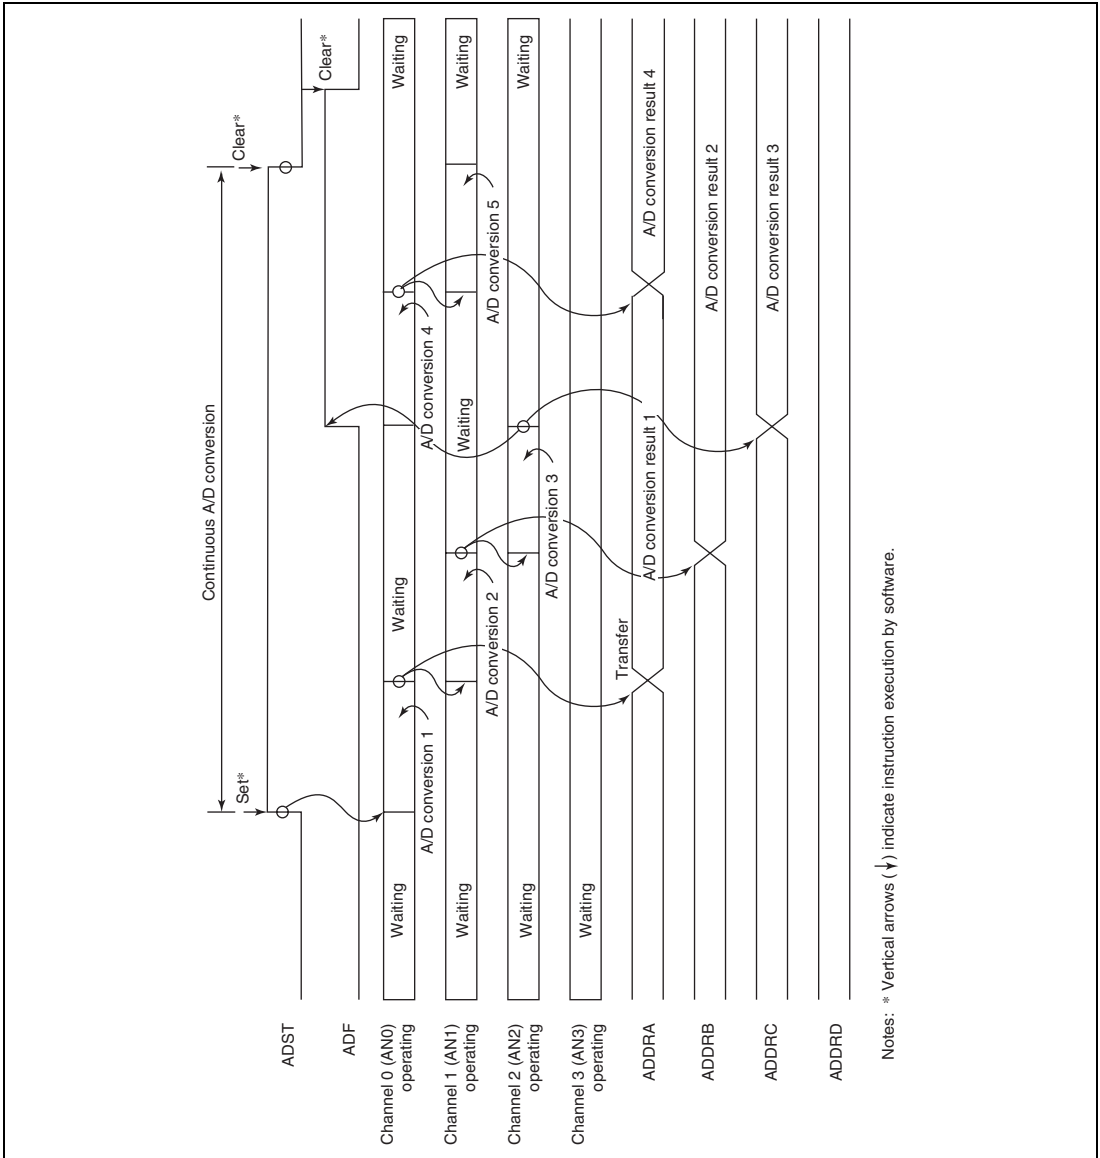 Continuous A/D conversion
Set*
Clear*
ADST
Clear*
ADF
Channel 0 (AN0)
operating
Waiting
Waiting
Waiting
A/D conversion 1
A/D conversion 4
Channel 1 (AN1)
operating
Waiting
Waiting
Waiting
A/D conversion 2
A/D conversion 5
Channel 2 (AN2)
operating
Waiting
Waiting
A/D conversion 3
Channel 3 (AN3)
operating
Waiting
Transfer
ADDRA
A/D conversion result 1
A/D conversion result 4
ADDRB
A/D conversion result 2
ADDRC
A/D conversion result 3
ADDRD
Notes: * Vertical arrows (↓) indicate instruction execution by software.